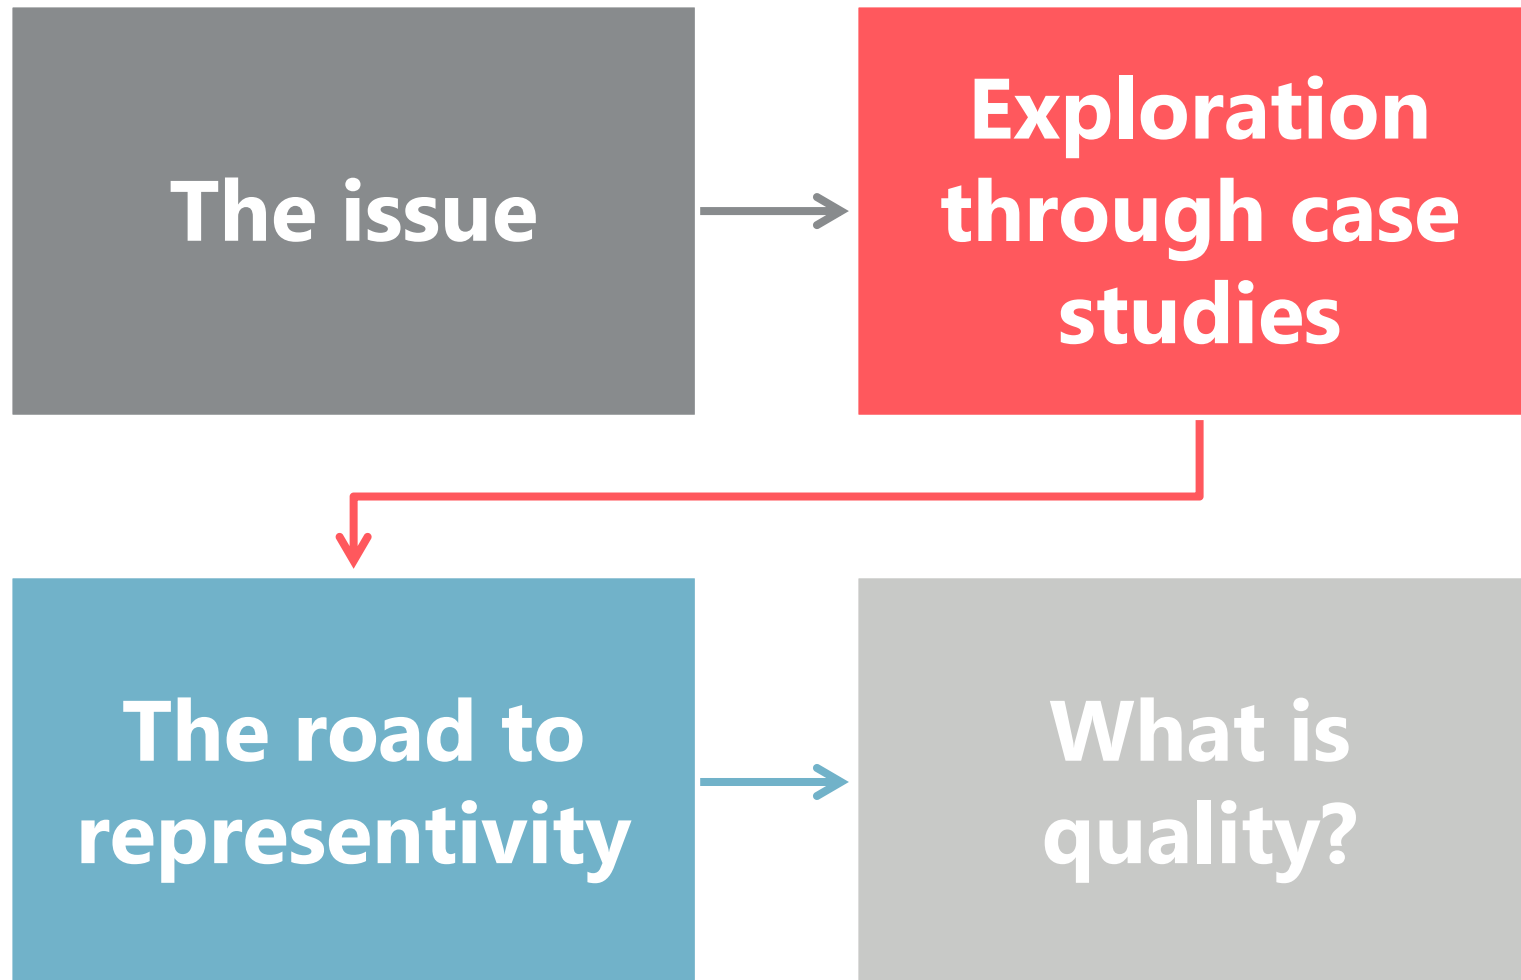 The issue
Exploration
through case
studies
The road to
representivity
What is
quality?